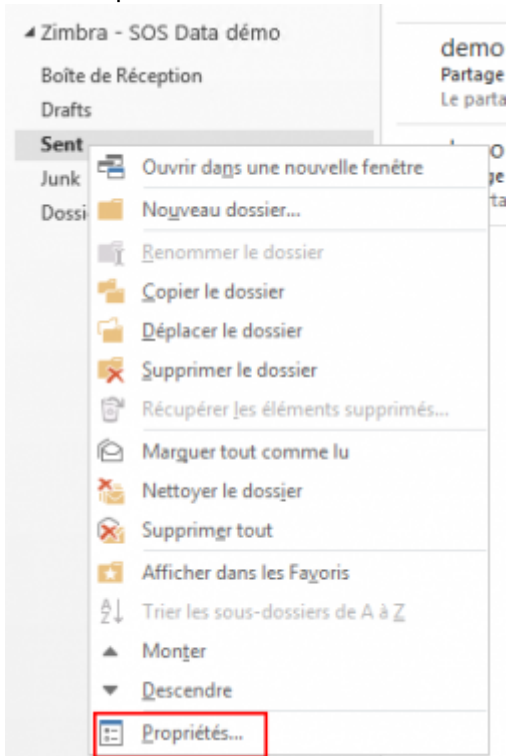 Zimbra - SOS Data démo
Boîte de Réception
Drafts
Sent
Junk
Dossi
demo
Partage
Le parta
Ouvrir dans une nouvelle fenêtre
Nouveau dossier...
Renommer le dossier
Copier le dossier
Déplacer le dossier
Supprimer le dossier
Récupérer les éléments supprimés...
Marquer tout comme lu
Nettoyer le dossier
Supprimer tout
Afficher dans les Favoris
Trier les sous-dossiers de A à Z
Monter
Descendre
Propriétés...